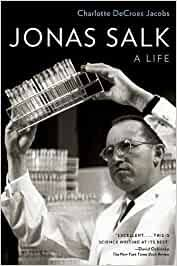 Charlotte DeCroes Jacobs
JONAS SALK
A LIFE
"EXCELLENT. . . . THIS IS
SCIENCE WRITING AT ITS BEST."
—David Oshinsky,
The New York Times Book Review